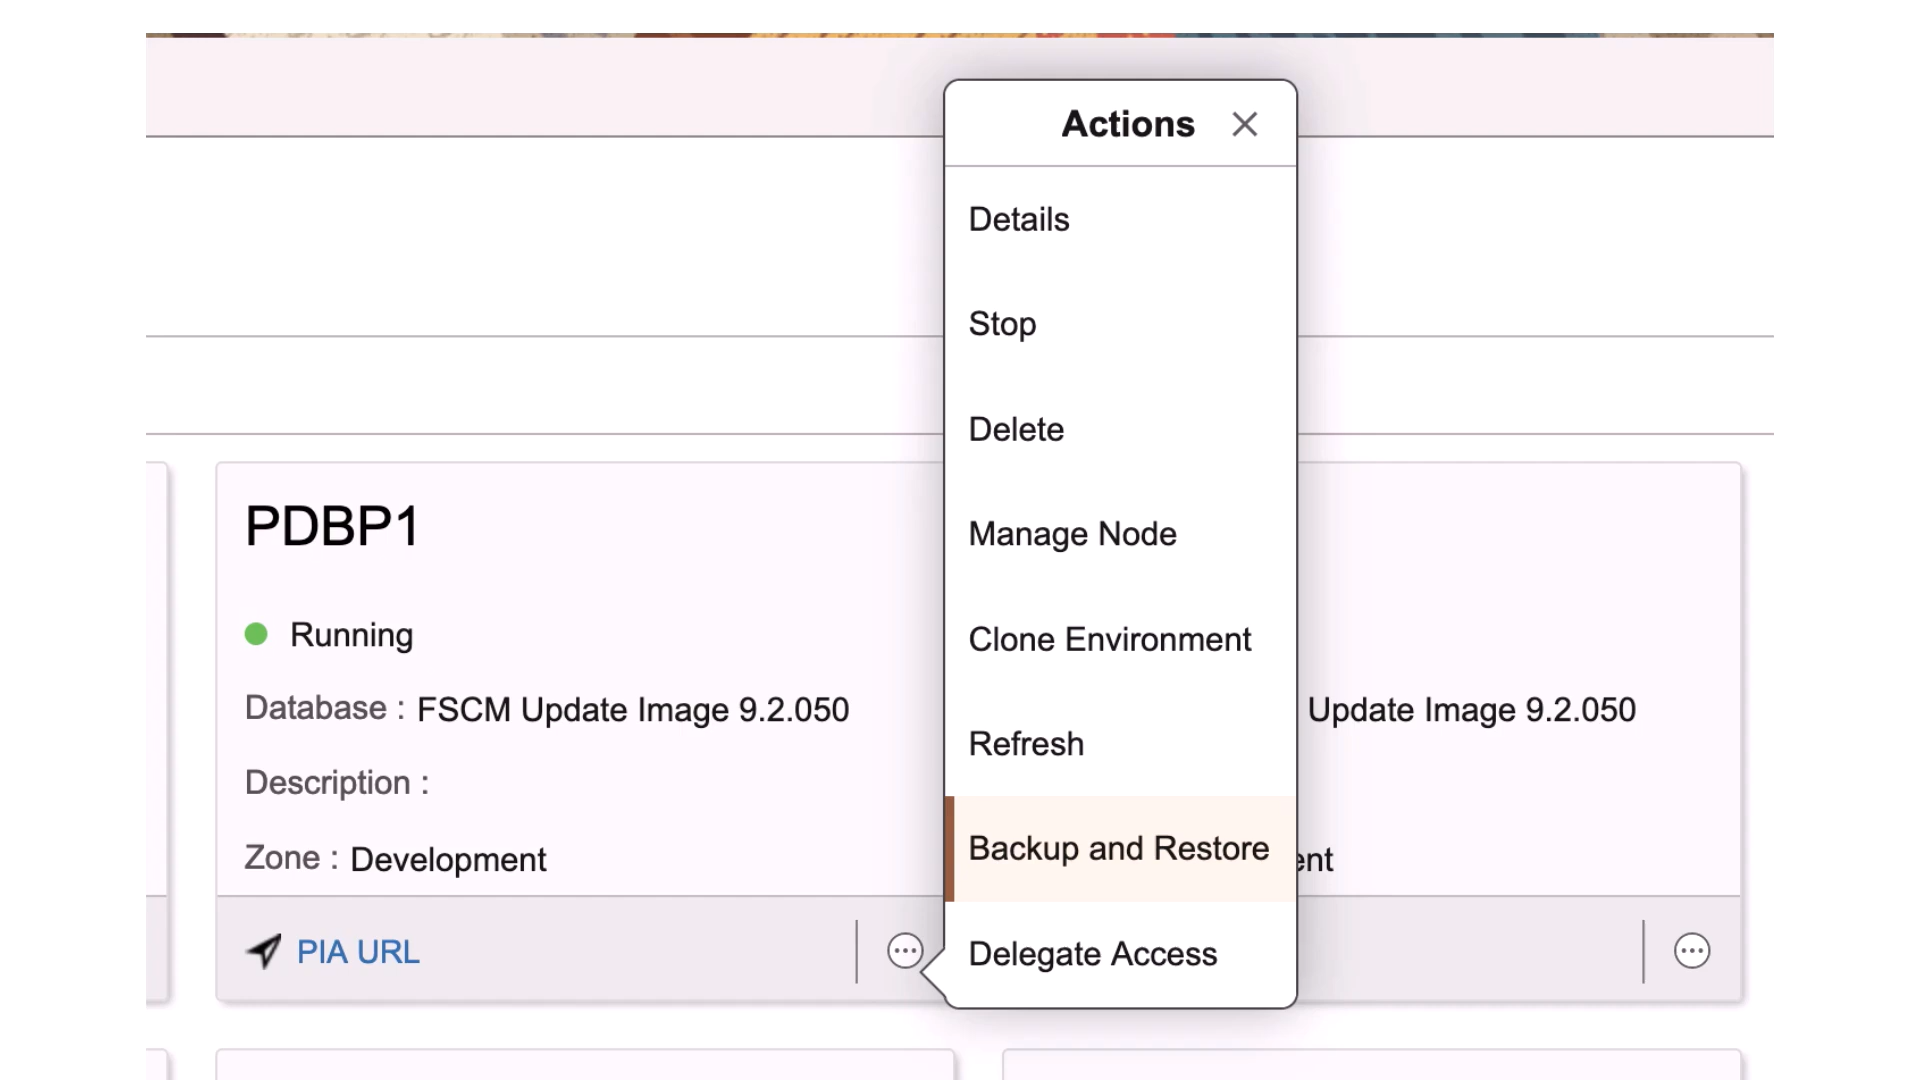 Actions
Details
Stop
Delete
Manage Node
Clone Environment
Refresh
Backup and Restore
Delegate Access
PDBP1
Running
Database : FSCM Update Image 9.2.050
Description :
Zone : Development
PIA URL
Update Image 9.2.050